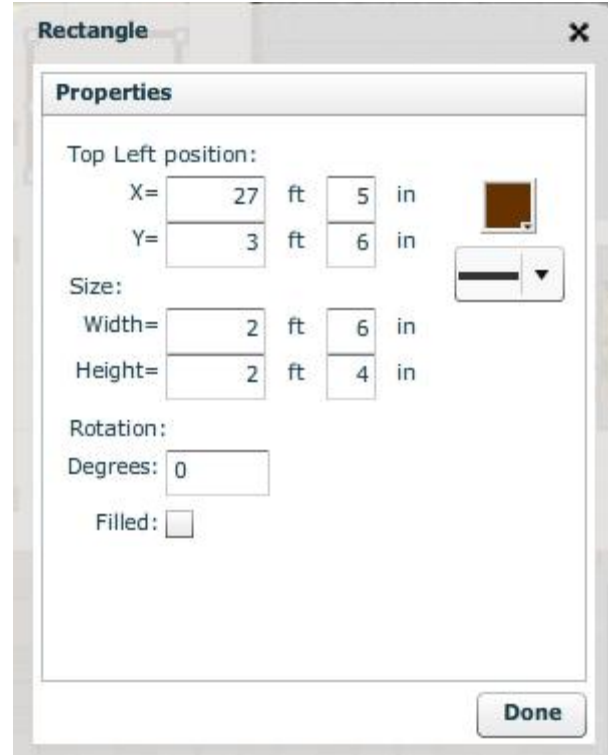 Rectangle
Properties
Top Left position:
X= 27 ft 5 in
Y= 3 ft 6 in
Size:
Width= 2 ft 6 in
Height= 2 ft 4 in
Rotation:
Degrees: 0
Filled:
Done